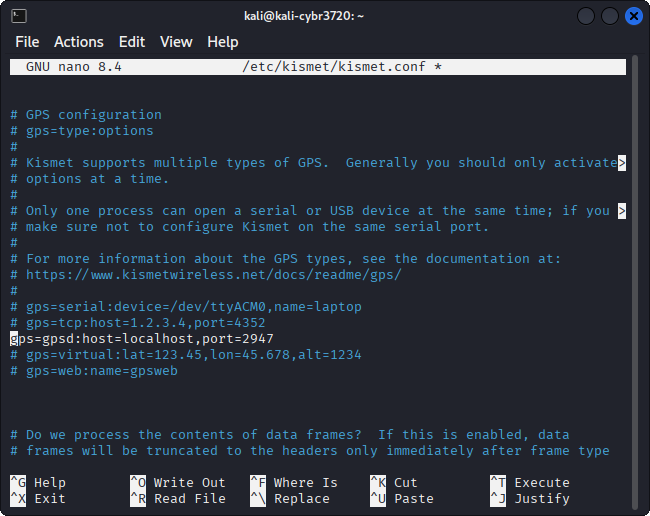 kali@kali-cybr3720: ~
File Actions Edit View Help
GNU nano 8.4 /etc/kismet/kismet.conf *
# GPS configuration
# gps=type:options
#
# Kismet supports multiple types of GPS.  Generally you should only activate>
# options at a time.
#
# Only one process can open a serial or USB device at the same time; if you >
# make sure not to configure Kismet on the same serial port.
#
# For more information about the GPS types, see the documentation at:
# https://www.kismetwireless.net/docs/readme/gps/
#
# gps=serial:device=/dev/ttyACM0,name=laptop
# gps=tcp:host=1.2.3.4,port=4352
gps=gpsd:host=localhost,port=2947
# gps=virtual:lat=123.45,lon=45.678,alt=1234
# gps=web:name=gpsweb
# Do we process the contents of data frames?  If this is enabled, data
# frames will be truncated to the headers only immediately after frame type
^G Help ^O Write Out ^F Where Is ^K Cut ^T Execute
^X Exit ^R Read File ^\ Replace ^U Paste ^J Justify